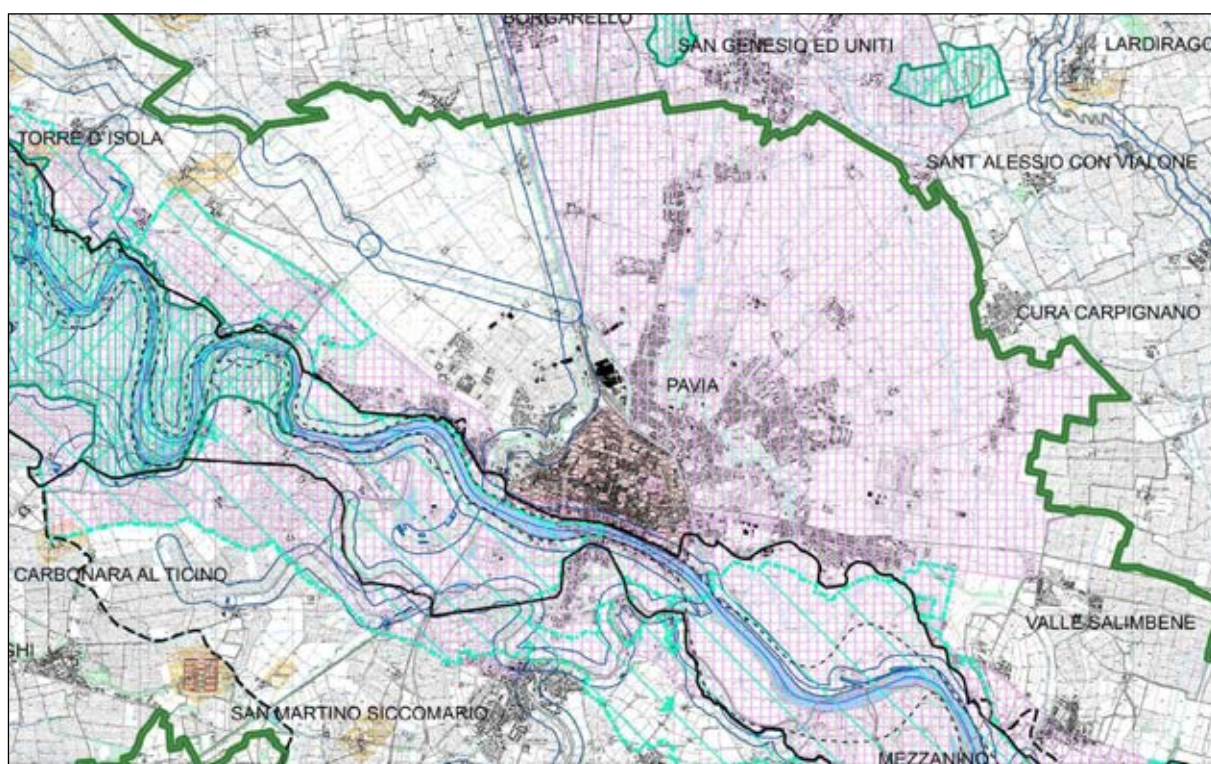 BORGARELLO
SAN GENESIO ED UNITI
LARDIRAGO
TORRE D'ISOLA
SANT ALESSIO CON VIALONE
CURA CARPIGNANO
PAVIA
CARBONARA AL TICINO
VALLE SALIMBENE
SHI
SAN MARTINO SICCOMARIO
MEZZANINO